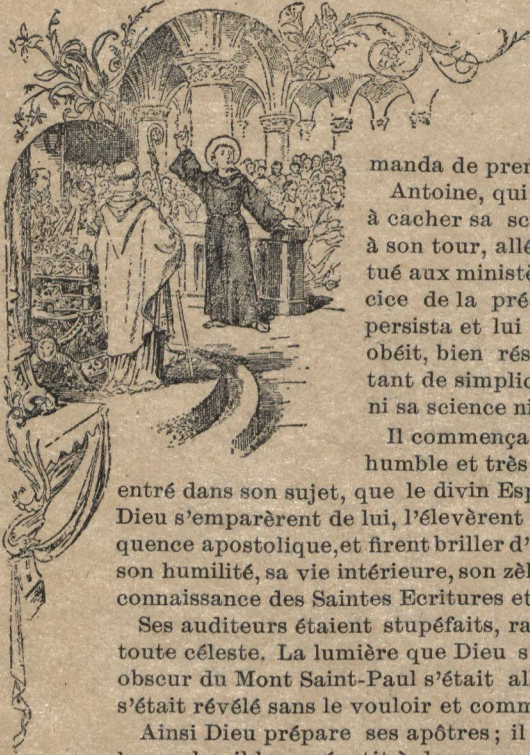 manda de pren
Antoine, qui
à cacher sa sc
à son tour, allé
tué aux ministè
cice de la pré
persista et lui
obéit, bien rés
tant de simplic
ni sa science ni
Il commença
humble et très
entré dans son sujet, que le divin Esp
Dieu s'emparèrent de lui, l'élevèrent
quence apostolique, et firent briller d'
son humilité, sa vie intérieure, son zèl
connaissance des Saintes Ecritures et
Ses auditeurs étaient stupéfaits, ra
toute céleste. La lumière que Dieu s
obscur du Mont Saint-Paul s'était al
s'était révélé sans le vouloir et comm
Ainsi Dieu prépare ses apôtres; il